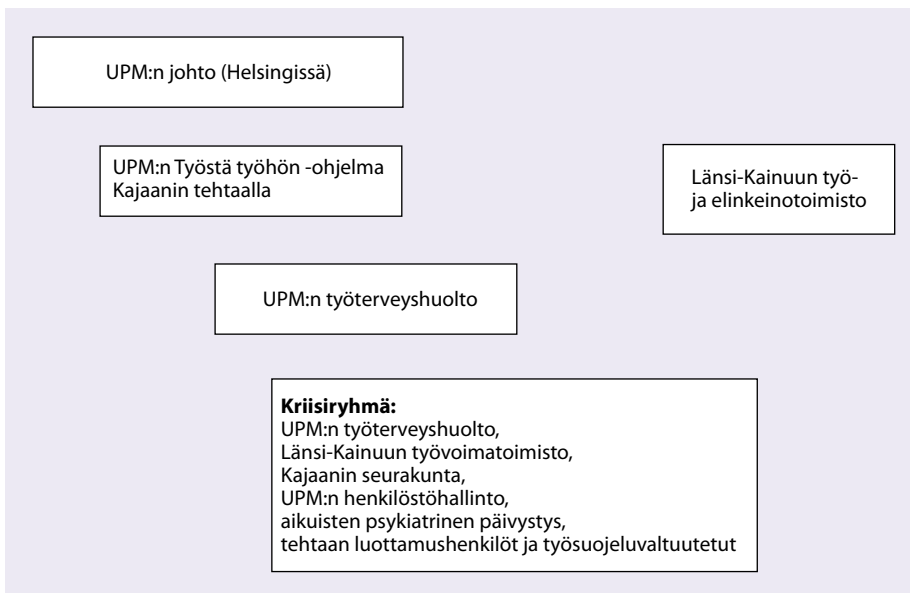 UPM:n johto (Helsingissä)
UPM:n Työstä työhön -ohjelma
Kajaanin tehtaalla
Länsi-Kainuun työ-
ja elinkeinotoimisto
UPM:n työterveyshuolto
Kriisiryhmä:
UPM:n työterveyshuolto,
Länsi-Kainuun työvoimatoimisto,
Kajaanin seurakunta,
UPM:n henkilöstöhallinto,
aikuisten psykiatrinen päivystys,
tehtaan luottamushenkilöt ja työsuojeluvaltuutetut